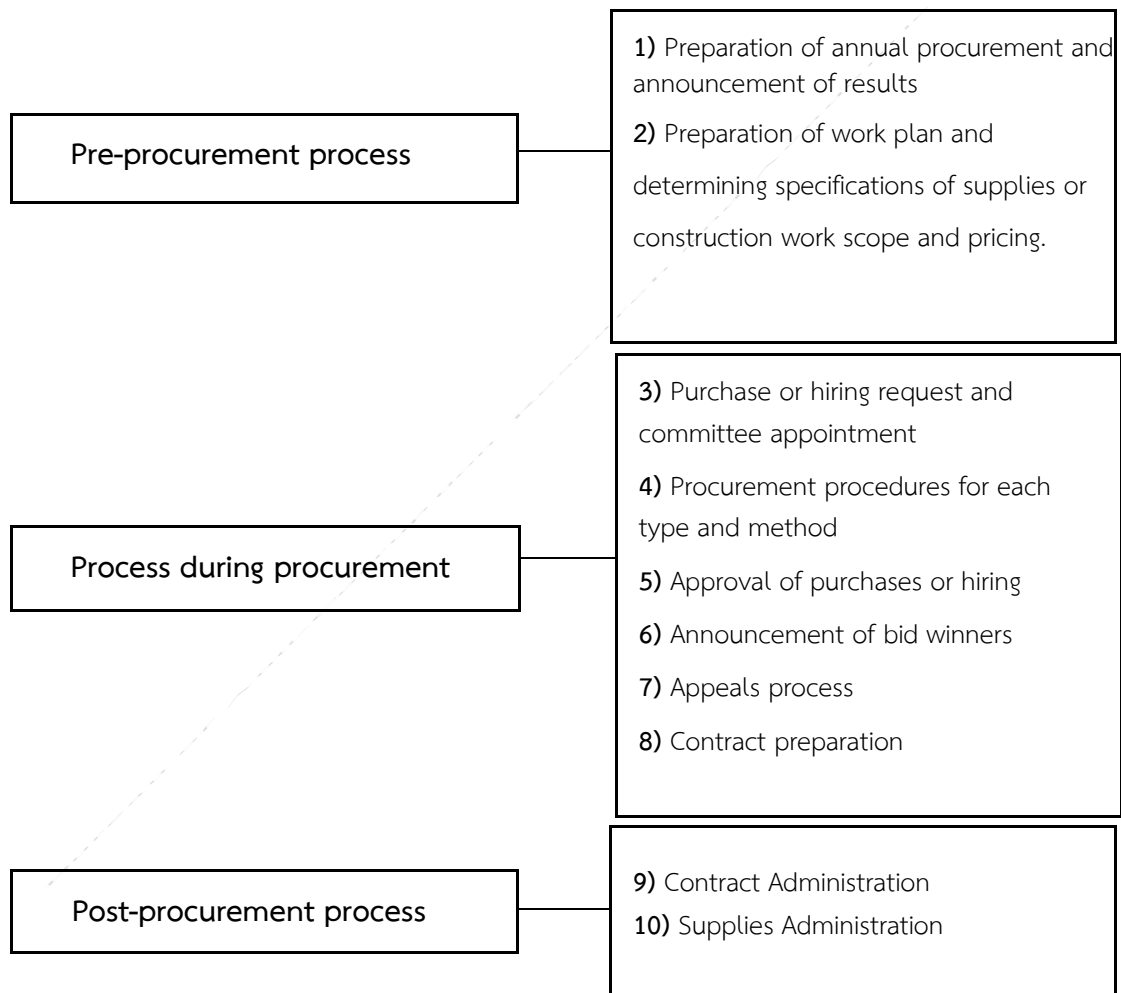 Pre-procurement process
1) Preparation of annual procurement and
announcement of results
2) Preparation of work plan and
determining specifications of supplies or
construction work scope and pricing.
Process during procurement
3) Purchase or hiring request and
committee appointment
4) Procurement procedures for each
type and method
5) Approval of purchases or hiring
6) Announcement of bid winners
7) Appeals process
8) Contract preparation
Post-procurement process
9) Contract Administration
10) Supplies Administration